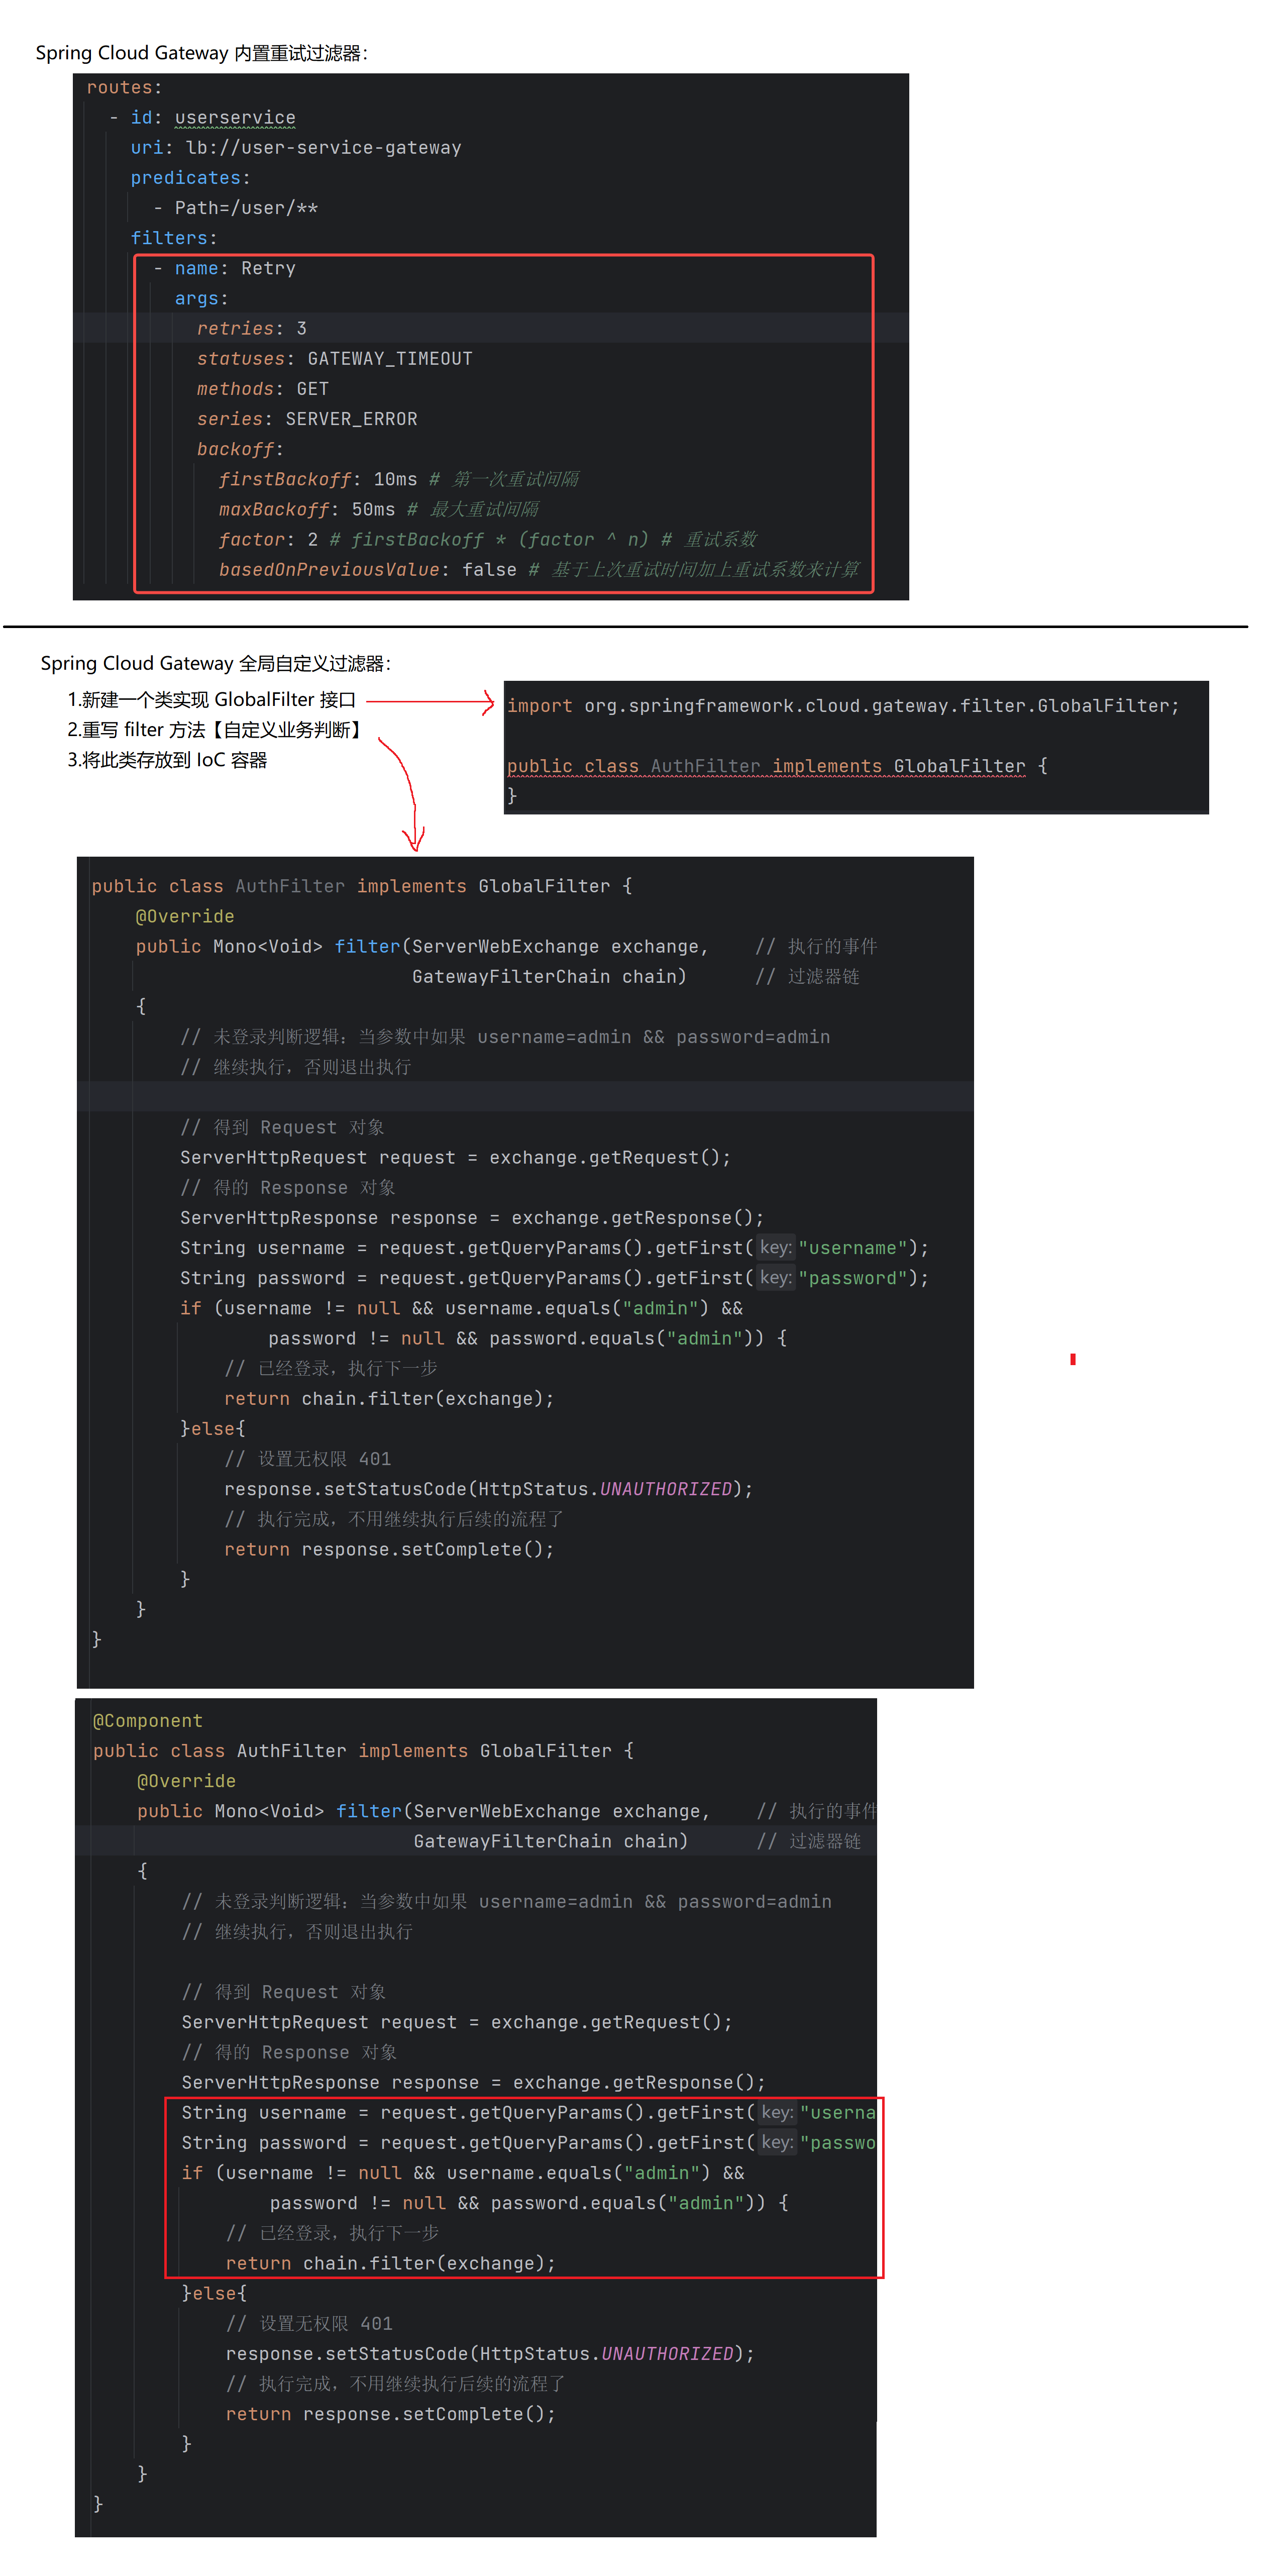 Spring Cloud Gateway 内置重试过滤器：
routes:
  - id: userservice
    uri: lb://user-service-gateway
    predicates:
      - Path=/user/**
    filters:
      - name: Retry
        args:
          retries: 3
          statuses: GATEWAY_TIMEOUT
          methods: GET
          series: SERVER_ERROR
          backoff:
            firstBackoff: 10ms # 第一次重试间隔
            maxBackoff: 50ms # 最大重试间隔
            factor: 2 # firstBackoff * (factor ^ n) # 重试系数
            basedOnPreviousValue: false # 基于上次重试时间加上重试系数来计算
Spring Cloud Gateway 全局自定义过滤器：
1.新建一个类实现 GlobalFilter 接口
2.重写 filter 方法【自定义业务判断】
3.将此类存放到 IoC 容器
import org.springframework.cloud.gateway.filter.GlobalFilter;
public class AuthFilter implements GlobalFilter {
}
public class AuthFilter implements GlobalFilter {
    @Override
    public Mono<Void> filter(ServerWebExchange exchange,    // 执行的事件
                             GatewayFilterChain chain)      // 过滤器链
    {
        // 未登录判断逻辑：当参数中如果 username=admin && password=admin
        // 继续执行，否则退出执行
        // 得到 Request 对象
        ServerHttpRequest request = exchange.getRequest();
        // 得的 Response 对象
        ServerHttpResponse response = exchange.getResponse();
        String username = request.getQueryParams().getFirst( key: "username");
        String password = request.getQueryParams().getFirst( key: "password");
        if (username != null && username.equals("admin") &&
                password != null && password.equals("admin")) {
            // 已经登录，执行下一步
            return chain.filter(exchange);
        }else{
            // 设置无权限 401
            response.setStatusCode(HttpStatus.UNAUTHORIZED);
            // 执行完成，不用继续执行后续的流程了
            return response.setComplete();
        }
    }
}
@Component
public class AuthFilter implements GlobalFilter {
    @Override
    public Mono<Void> filter(ServerWebExchange exchange,    // 执行的事件
                             GatewayFilterChain chain)      // 过滤器链
    {
        // 未登录判断逻辑：当参数中如果 username=admin && password=admin
        // 继续执行，否则退出执行
        // 得到 Request 对象
        ServerHttpRequest request = exchange.getRequest();
        // 得的 Response 对象
        ServerHttpResponse response = exchange.getResponse();
        String username = request.getQueryParams().getFirst( key: "userna
        String password = request.getQueryParams().getFirst( key: "passwo
        if (username != null && username.equals("admin") &&
                password != null && password.equals("admin")) {
            // 已经登录，执行下一步
            return chain.filter(exchange);
        }else{
            // 设置无权限 401
            response.setStatusCode(HttpStatus.UNAUTHORIZED);
            // 执行完成，不用继续执行后续的流程了
            return response.setComplete();
        }
    }
}